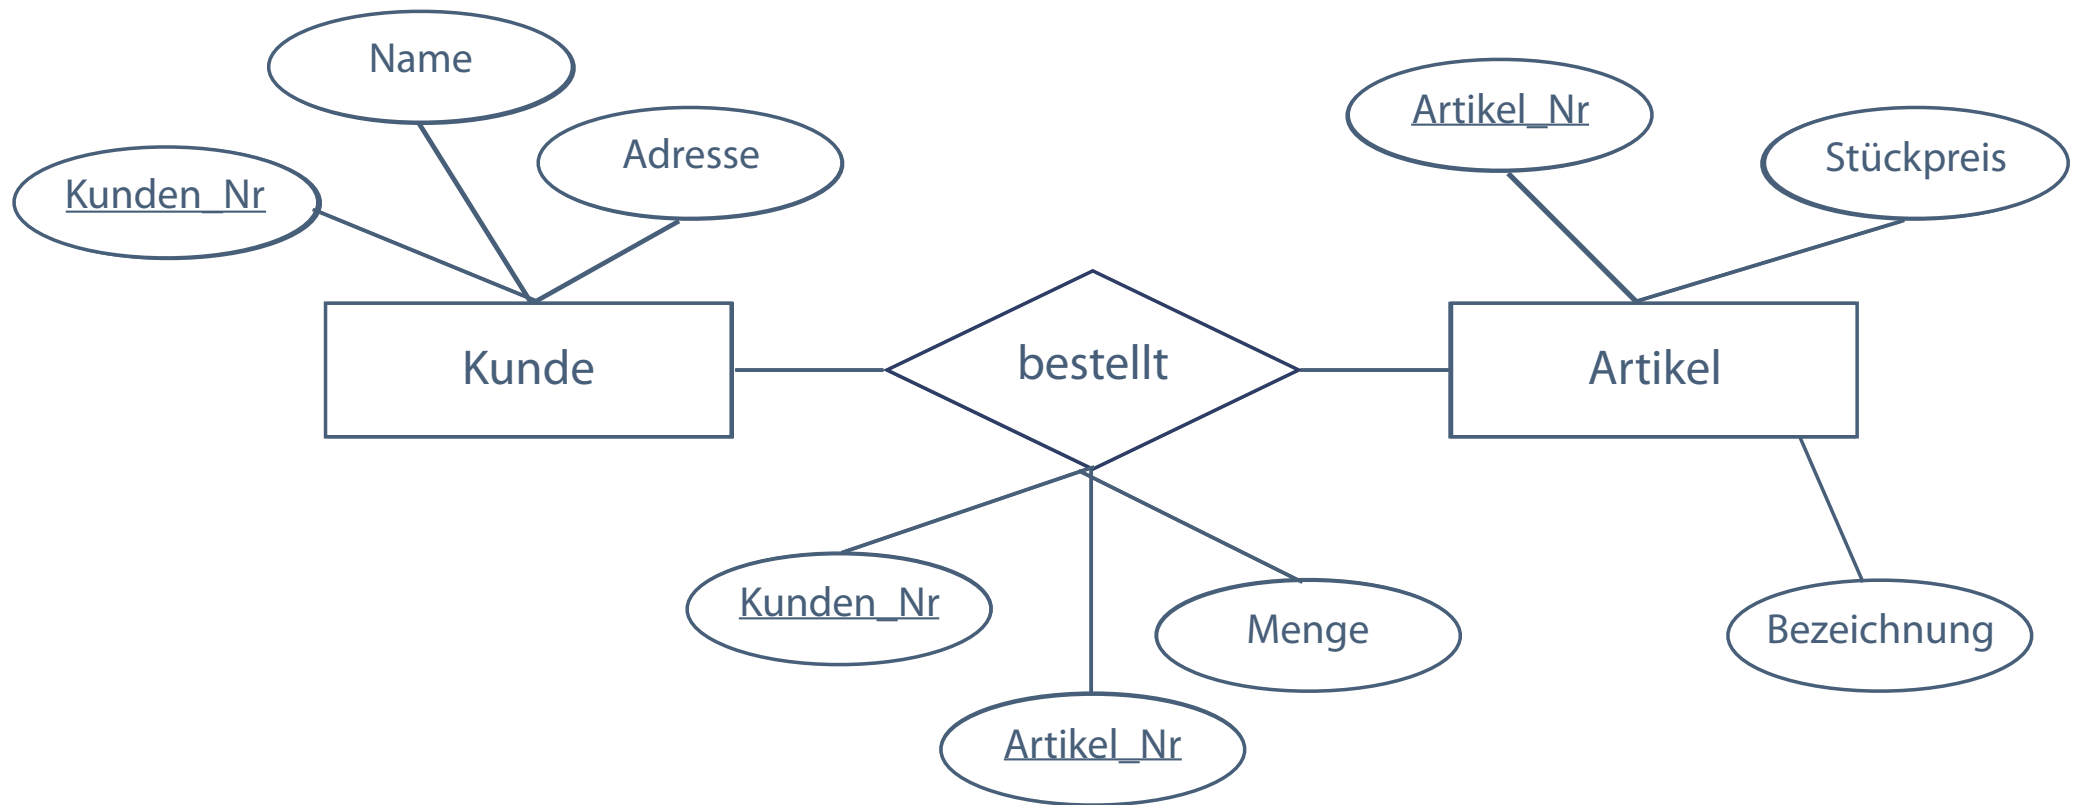 Name
Adresse
Kunden_Nr
Artikel_Nr
Stückpreis
Kunde
bestellt
Artikel
Kunden_Nr
Menge
Bezeichnung
Artikel_Nr